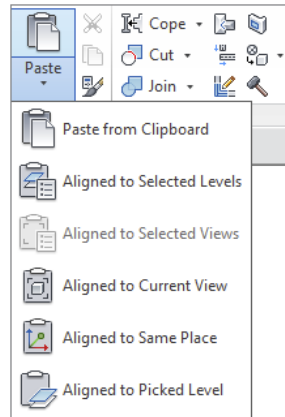 Paste
Cope
Cut
Join
Paste from Clipboard
Aligned to Selected Levels
Aligned to Selected Views
Aligned to Current View
Aligned to Same Place
Aligned to Picked Level